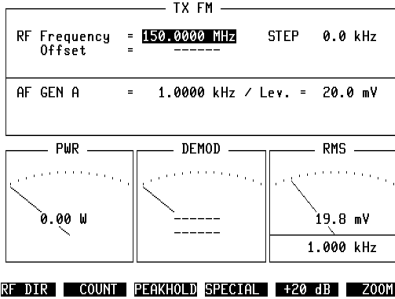 TX FM
RF Frequency = 150.0000 MHz STEP 0.0 kHz
Offset = ------
AF GEN A = 1.0000 kHz / Lev. = 20.0 mV
PWR DEMOD RMS
0.00 W ------ 19.8 mV
------ 1.000 kHz
RF DIR COUNT PEAKHOLD SPECIAL +20 dB ZOOM